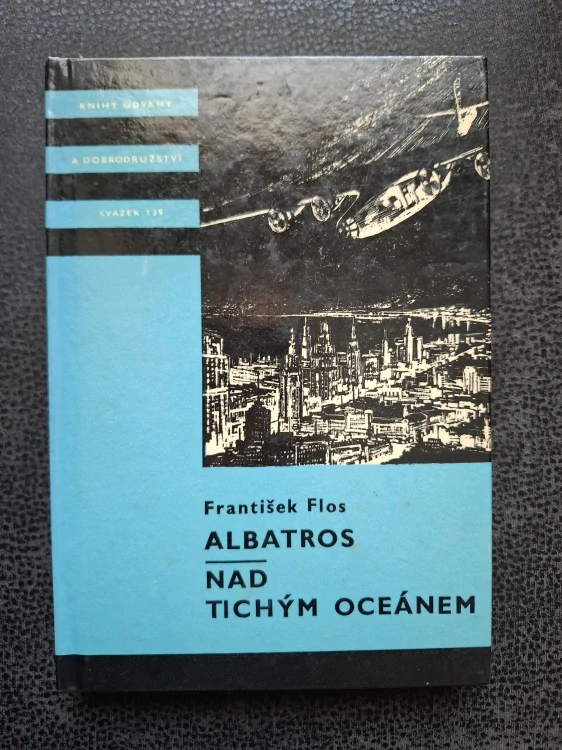 KNIHY ODVAHY
A DOBRODRUŽSTVÍ
SVAZEK 139
František Flos
ALBATROS
NAD
TICHÝM OCEÁNEM